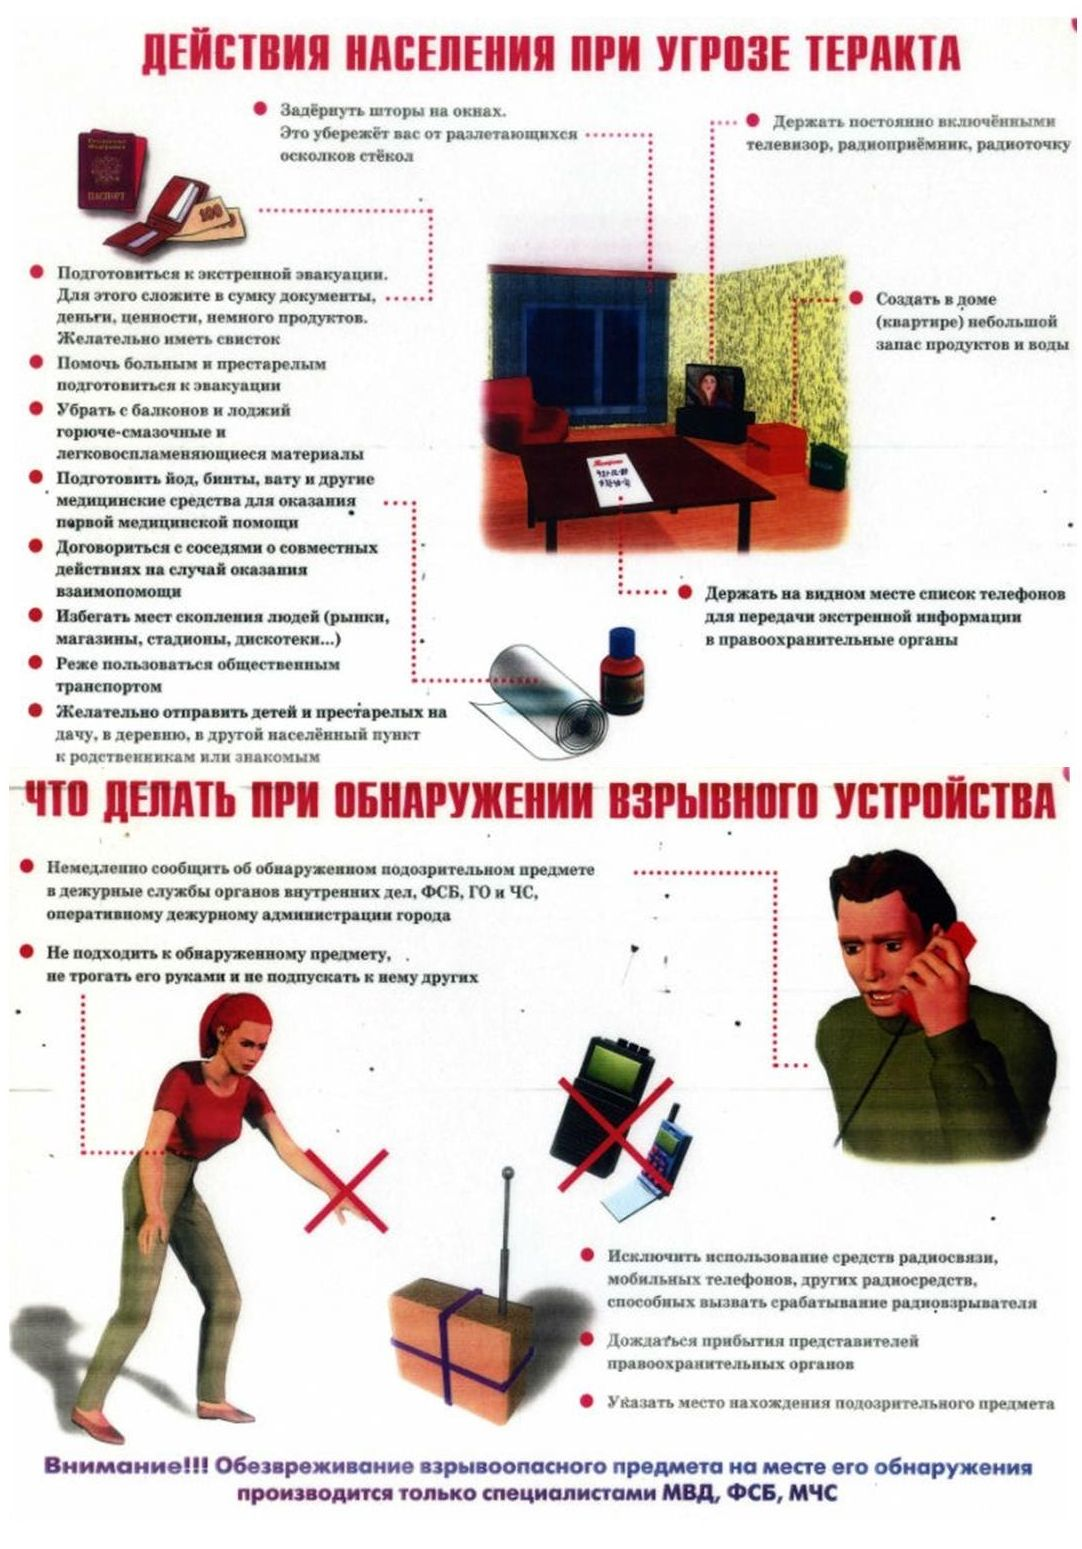 ДЕЙСТВИЯ НАСЕЛЕНИЯ ПРИ УГРОЗЕ ТЕРАКТА
Задёрнуть шторы на окнах.
Это убережёт вас от разлетающихся
осколков стёкол
Держать постоянно включёнными
телевизор, радиоприёмник, радиоточку
ПАСПОРТ
100
Подготовиться к экстренной эвакуации.
Для этого сложите в сумку документы,
деньги, ценности, немного продуктов.
Желательно иметь свисток
Помочь больным и престарелым
подготовиться к эвакуации
Убрать с балконов и лоджий
горюче-смазочные и
легковоспламеняющиеся материалы
Подготовить йод, бинты, вату и другие
медицинские средства для оказания
первой медицинской помощи
Договориться с соседями о совместных
действиях на случай оказания
взаимопомощи
Избегать мест скопления людей (рынки,
магазины, стадионы, дискотеки...)
Реже пользоваться общественным
транспортом
Желательно отправить детей и престарелых на
дачу, в деревню, в другой населённый пункт
к родственникам или знакомым
Создать в доме
(квартире) небольшой
запас продуктов и воды
Держать на видном месте список телефонов
для передачи экстренной информации
в правоохранительные органы
ЧТО ДЕЛАТЬ ПРИ ОБНАРУЖЕНИИ ВЗРЫВНОГО УСТРОЙСТВА
Немедленно сообщить об обнаруженном подозрительном предмете
в дежурные службы органов внутренних дел, ФСБ, ГО и ЧС,
оперативному дежурному администрации города
Не подходить к обнаруженному предмету,
не трогать его руками и не подпускать к нему других
Исключить использование средств радиосвязи,
мобильных телефонов, других радиосредств,
способных вызвать срабатывание радиовзрывателя
Дождаться прибытия представителей
правоохранительных органов
Указать место нахождения подозрительного предмета
Внимание!!! Обезвреживание взрывоопасного предмета на месте его обнаружения
производится только специалистами МВД, ФСБ, МЧС